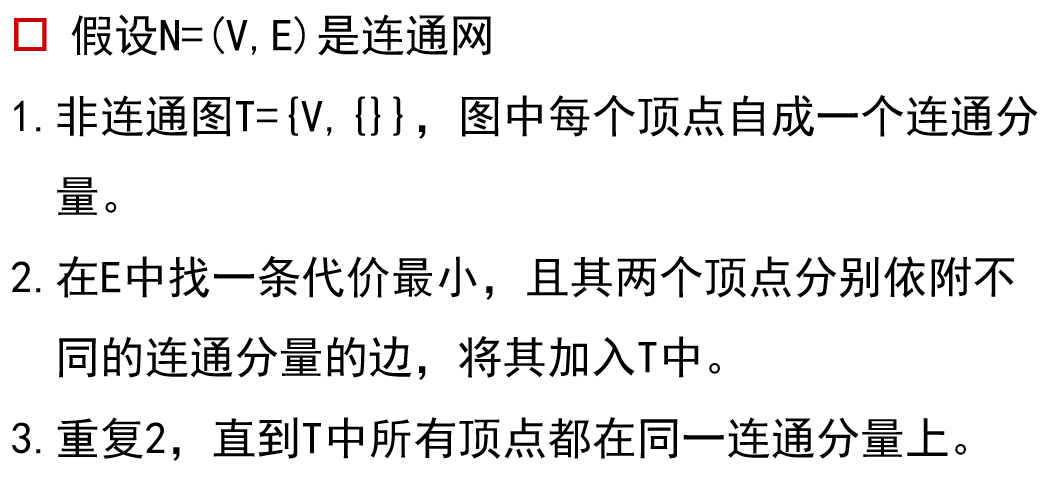 假设N=(V,E)是连通网
1.非连通图T={V,{}}，图中每个顶点自成一个连通分
量。
2.在E中找一条代价最小，且其两个顶点分别依附不
同的连通分量的边，将其加入T中。
3.重复2，直到T中所有顶点都在同一连通分量上。